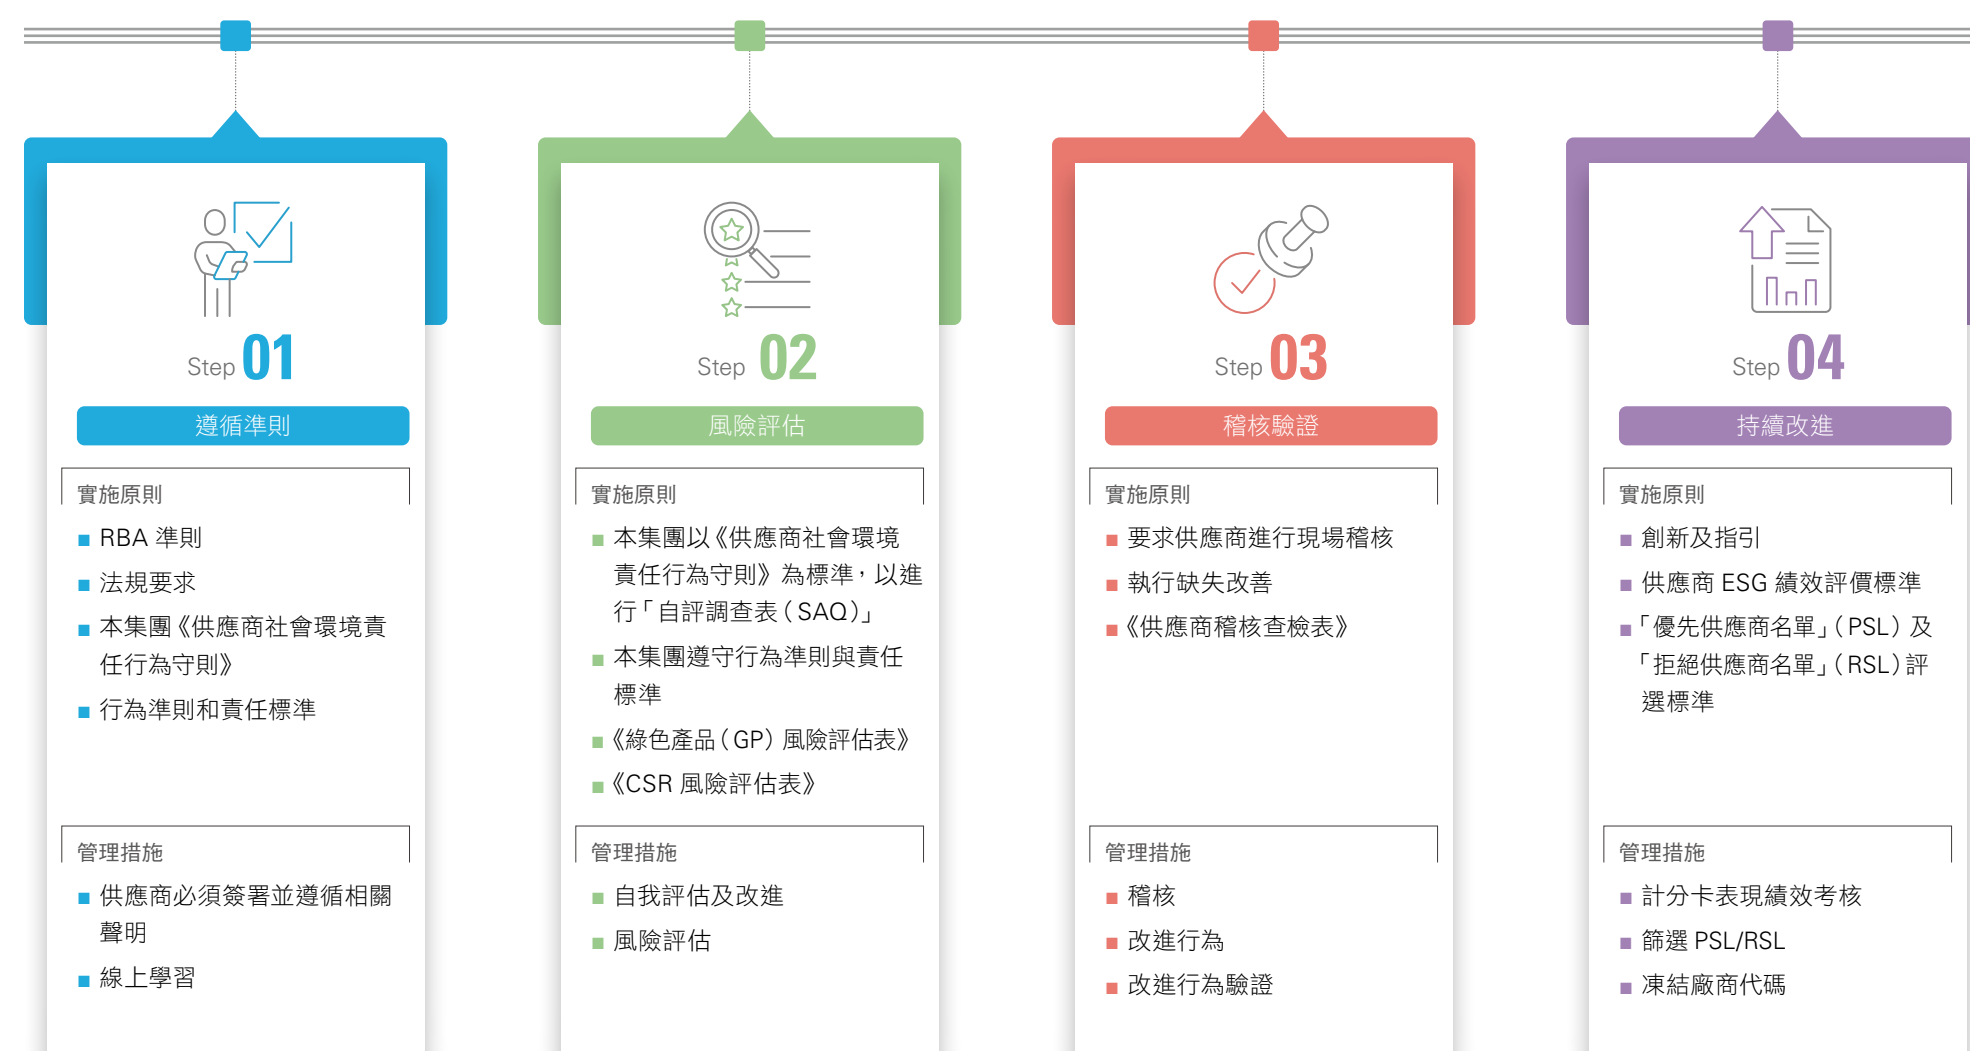 Step 01
遵循準則
實施原則
■ RBA 準則
■ 法規要求
■ 本集團《供應商社會環境責
任行為守則》
■ 行為準則和責任標準
管理措施
■ 供應商必須簽署並遵循相關
聲明
■ 線上學習
Step 02
風險評估
實施原則
■ 本集團以《供應商社會環境
責任行為守則》為標準，以進
行「自評調查表（SAQ）」
■ 本集團遵守行為準則與責任
標準
■《綠色產品（GP）風險評估表》
■《CSR 風險評估表》
管理措施
■ 自我評估及改進
■ 風險評估
Step 03
稽核驗證
實施原則
■ 要求供應商進行現場稽核
■ 執行缺失改善
■《供應商稽核查檢表》
管理措施
■ 稽核
■ 改進行為
■ 改進行為驗證
Step 04
持續改進
實施原則
■ 創新及指引
■ 供應商 ESG 績效評價標準
■「優先供應商名單」（PSL）及
「拒絕供應商名單」（RSL）評
選標準
管理措施
■ 計分卡表現績效考核
■ 篩選 PSL/RSL
■ 凍結廠商代碼